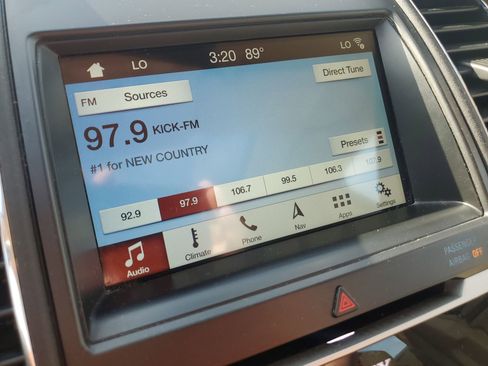 LO 3:20 89° LO
FM Sources Direct Tune
97.9 KICK-FM
#1 for NEW COUNTRY
Presets
92.9 97.9 106.7 99.5 106.3 107.9
Audio Climate Phone Nav Apps Settings
PASSENGER
AIRBAG OFF